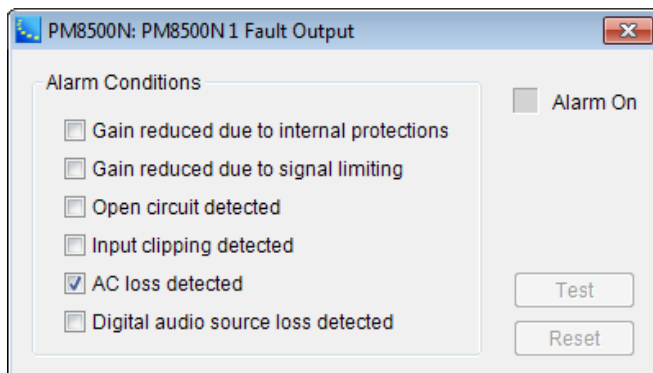 PM8500N: PM8500N 1 Fault Output
Alarm Conditions
Gain reduced due to internal protections
Gain reduced due to signal limiting
Open circuit detected
Input clipping detected
AC loss detected
Digital audio source loss detected
Alarm On
Test
Reset